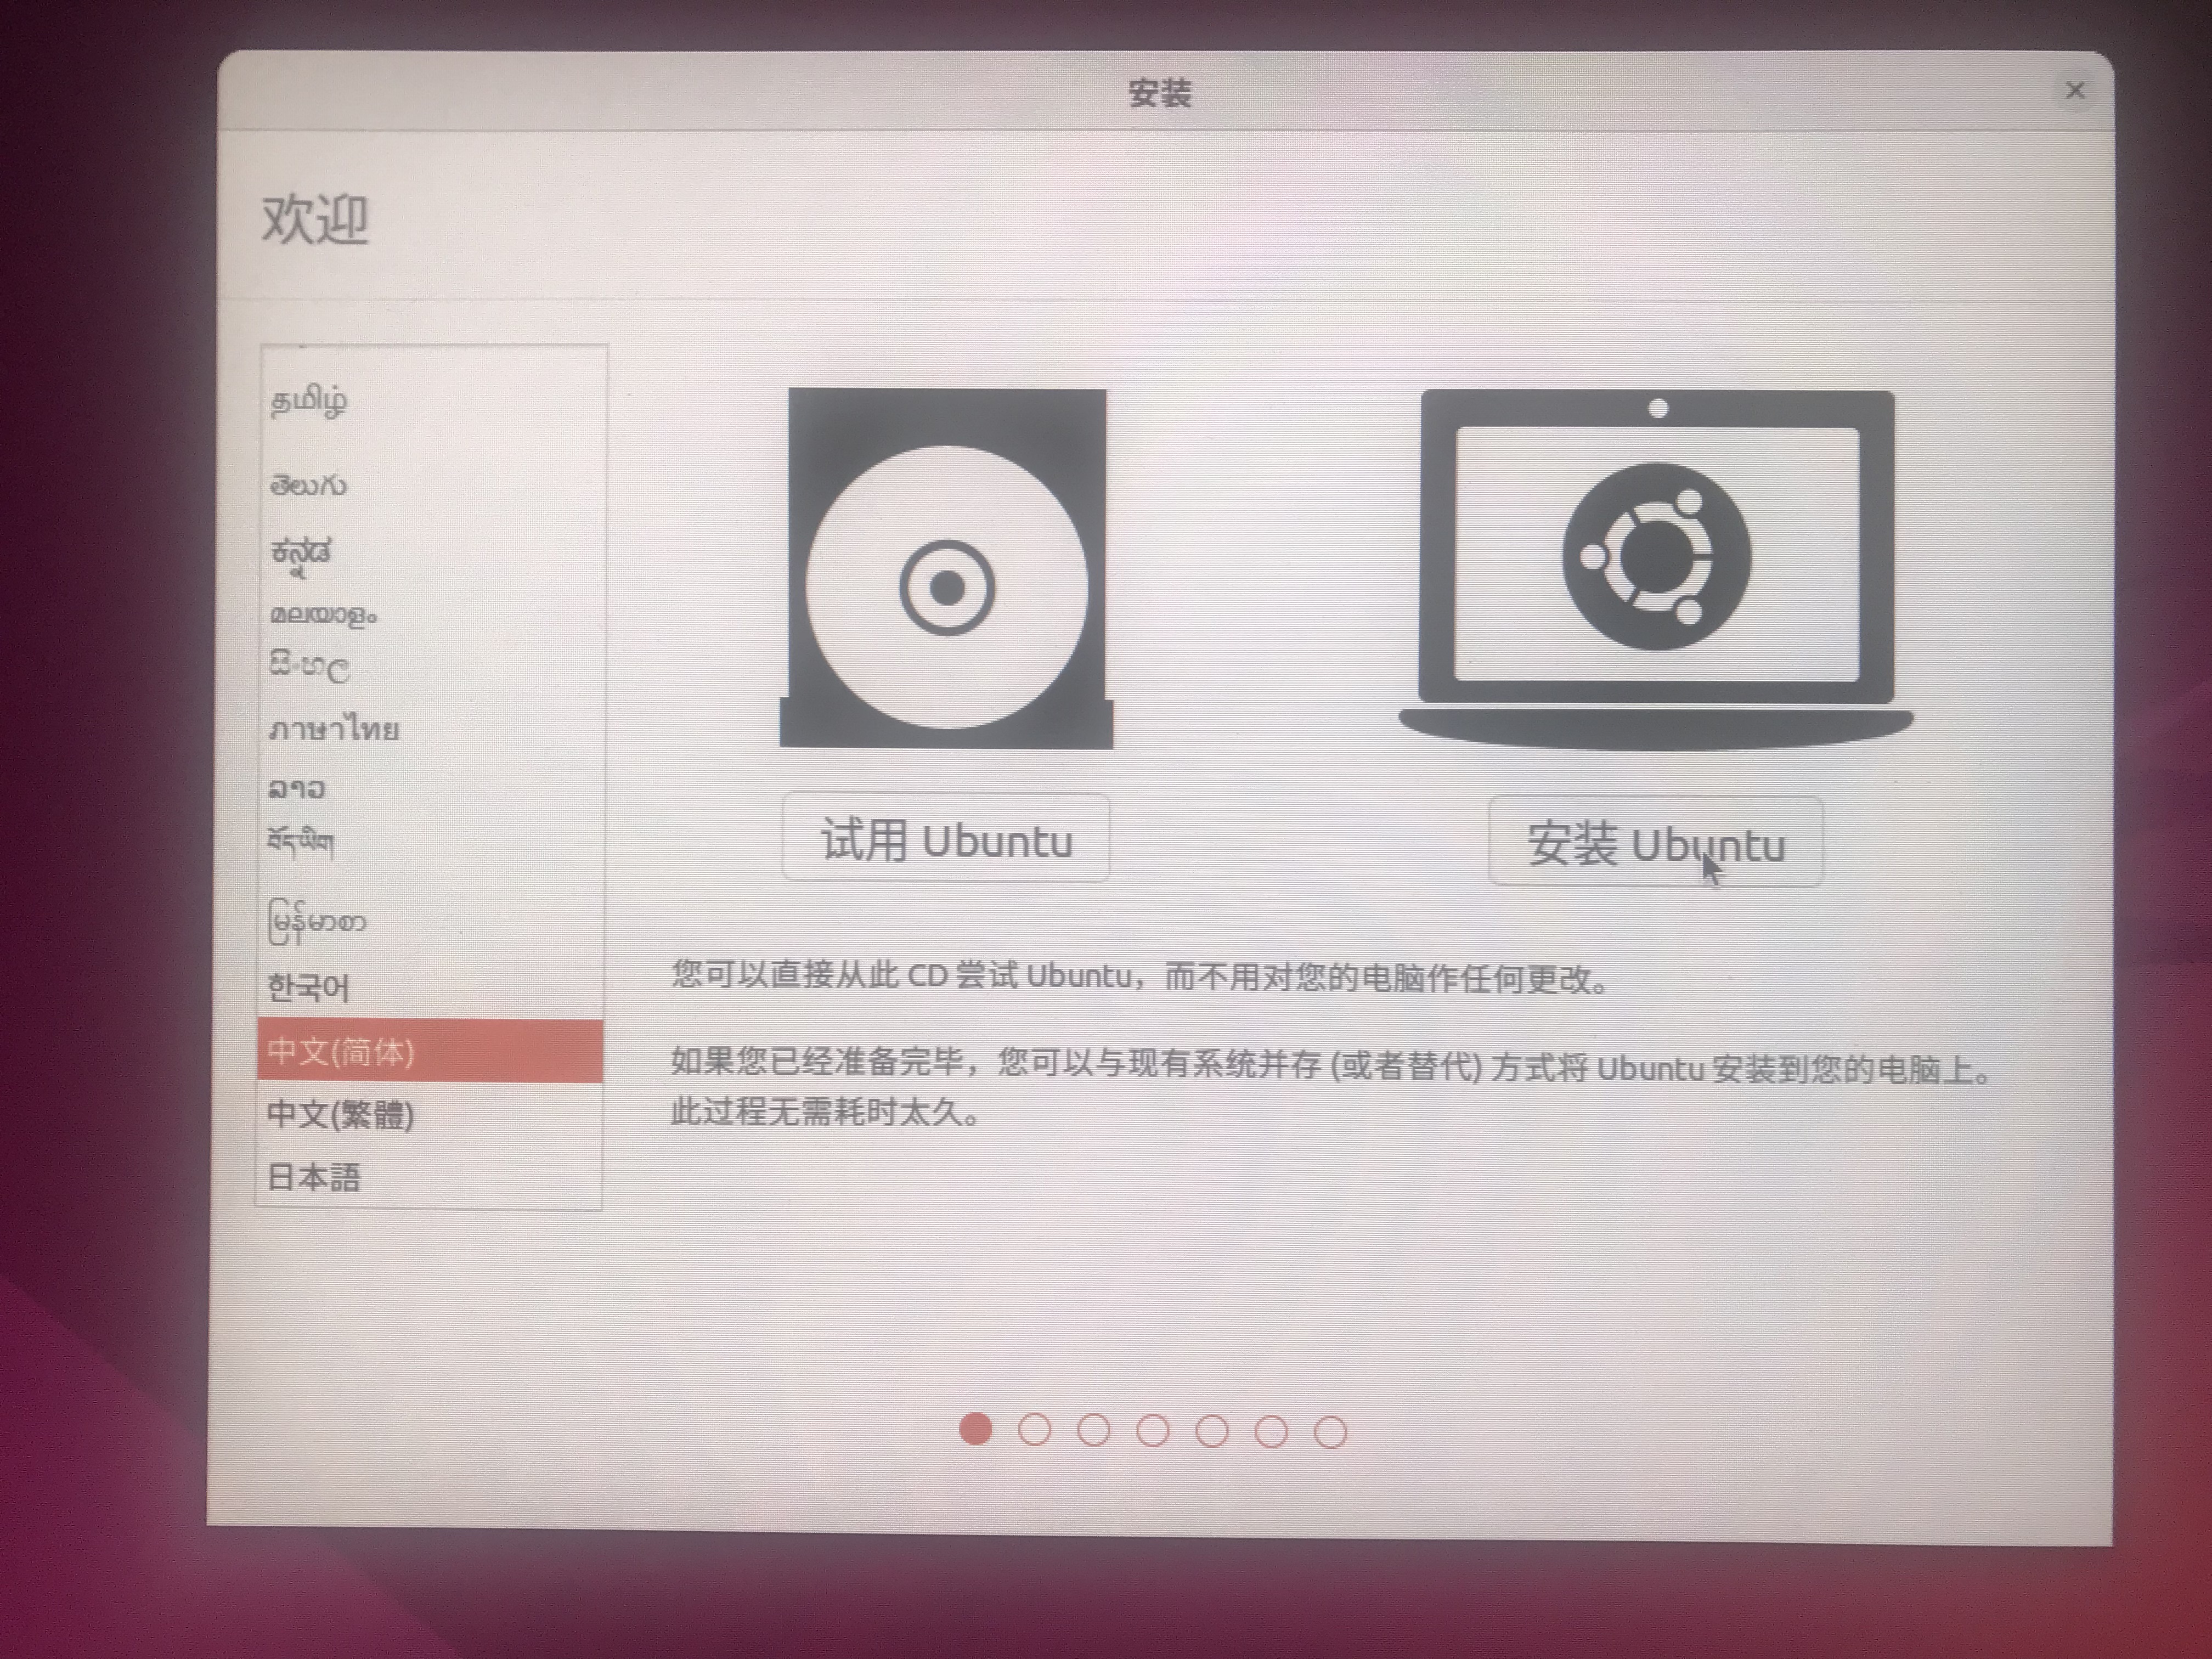 安装
欢迎
தமிழ்
తెలుగు
ಕನ್ನಡ
മലയാളം
සිංහල
ภาษาไทย
ລາວ
བོད་ཡིག
မြန်မာစာ
한국어
中文(简体)
中文(繁體)
日本語
试用 Ubuntu
安装 Ubuntu
您可以直接从此 CD 尝试 Ubuntu，而不用对您的电脑作任何更改。
如果您已经准备完毕，您可以与现有系统并存 (或者替代) 方式将 Ubuntu 安装到您的电脑上。
此过程无需耗时太久。